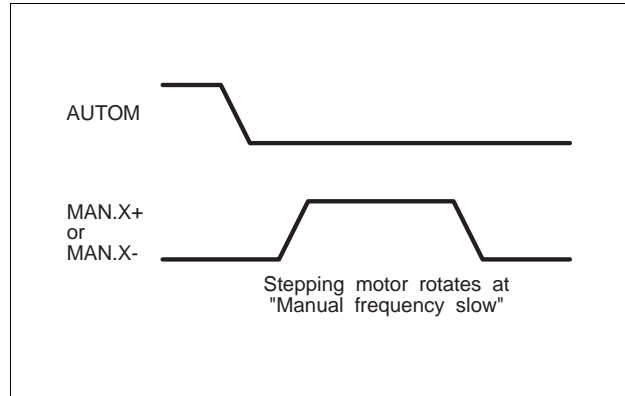 AUTOM
MAN.X+
or
MAN.X-
Stepping motor rotates at
"Manual frequency slow"